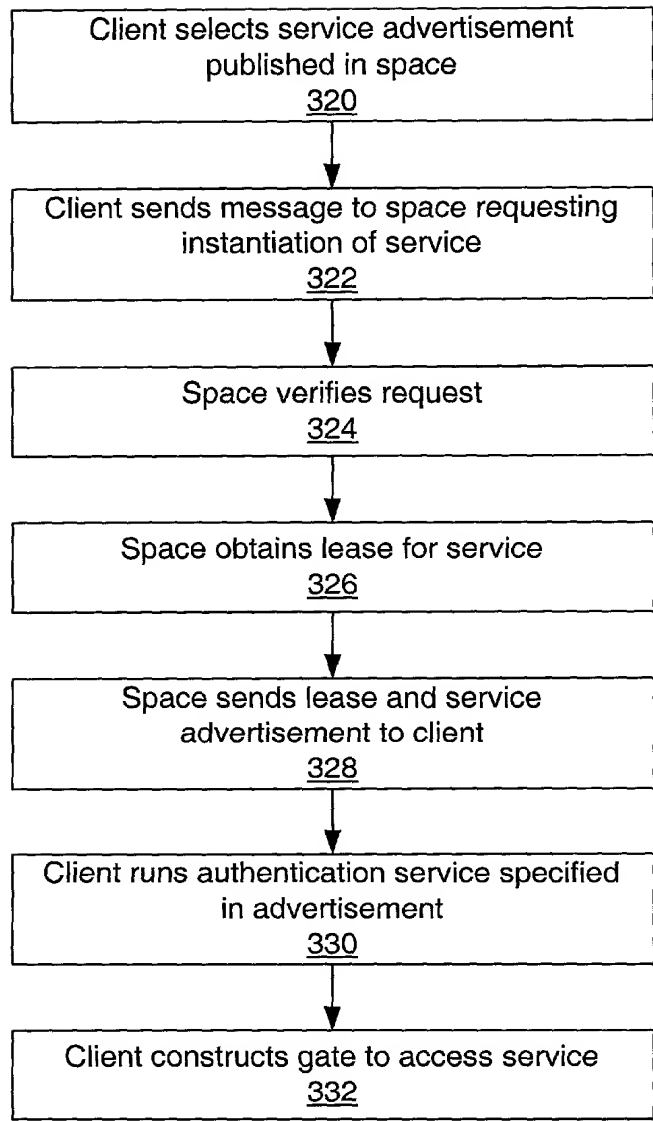 Client selects service advertisement
published in space
320
Client sends message to space requesting
instantiation of service
322
Space verifies request
324
Space obtains lease for service
326
Space sends lease and service
advertisement to client
328
Client runs authentication service specified
in advertisement
330
Client constructs gate to access service
332